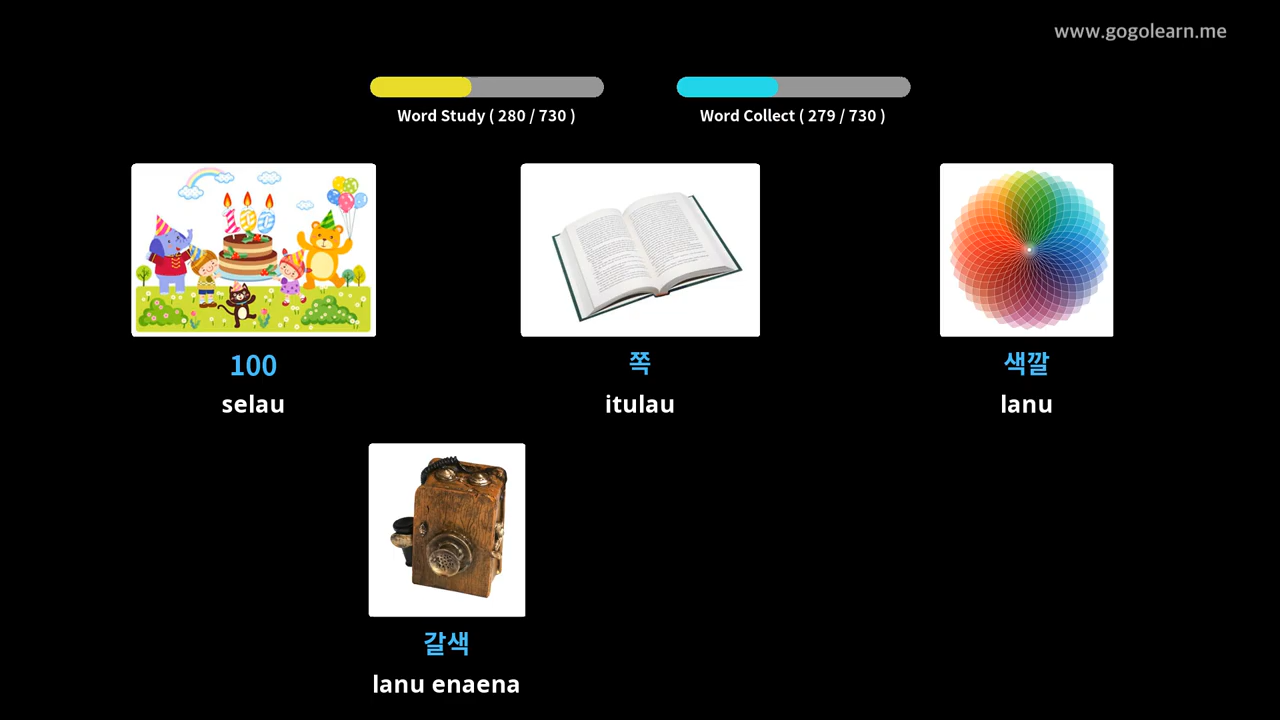 www.gogolearn.me
Word Study ( 280 / 730 )
Word Collect ( 279 / 730 )
100
100
selau
쪽
itulau
색깔
lanu
갈색
lanu enaena